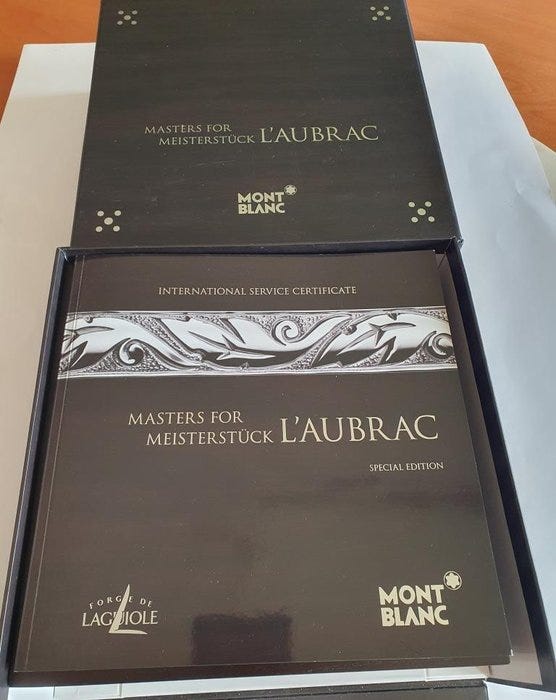 MASTERS FOR
MEISTERSTÜCK L'AUBRAC
MONT
BLANC
INTERNATIONAL SERVICE CERTIFICATE
MASTERS FOR
MEISTERSTÜCK L'AUBRAC
SPECIAL EDITION
FORGE DE
LAGUIOLE
MONT
BLANC